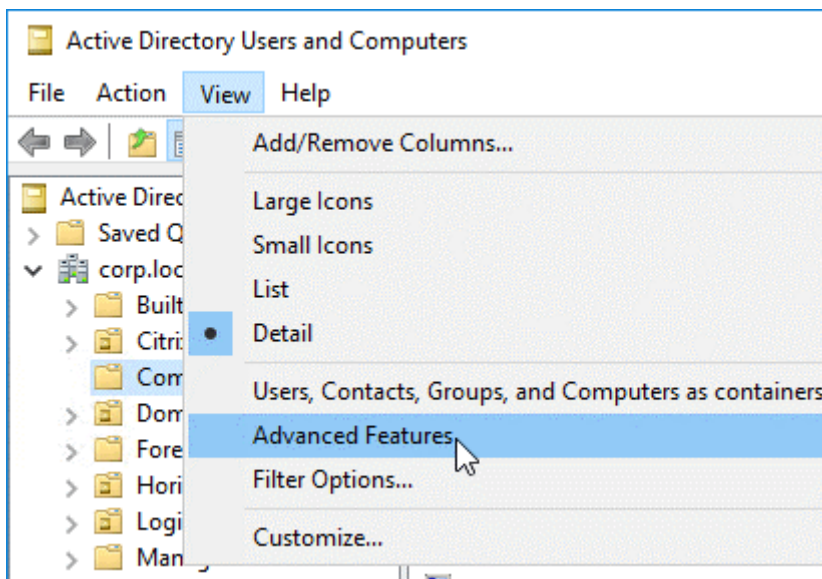 Active Directory Users and Computers
File Action View Help
Add/Remove Columns...
Active Direc
Large Icons
Saved Q
Small Icons
corp.loc
List
Built
Detail
Citri
Com
Users, Contacts, Groups, and Computers as containers
Dom
Advanced Features
Fore
Filter Options...
Hori
Logi
Customize...
Man